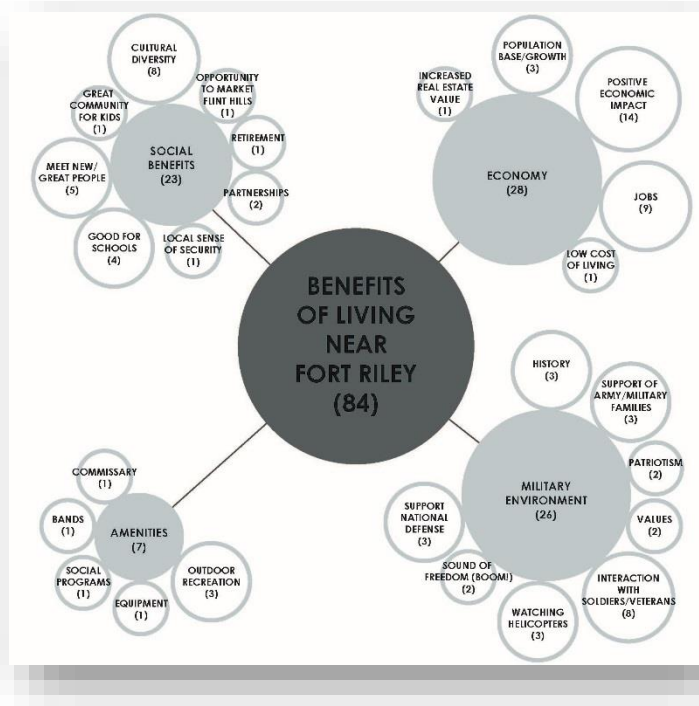 BENEFITS
OF LIVING
NEAR
FORT RILEY
(84)
SOCIAL
BENEFITS
(23)
CULTURAL
DIVERSITY
(8)
OPPORTUNITY
TO MARKET
FLINT HILLS
(1)
RETIREMENT
(1)
PARTNERSHIPS
(2)
LOCAL SENSE
OF SECURITY
(1)
GOOD FOR
SCHOOLS
(4)
MEET NEW/
GREAT PEOPLE
(5)
GREAT
COMMUNITY
FOR KIDS
(1)
ECONOMY
(28)
INCREASED
REAL ESTATE
VALUE
(1)
POPULATION
BASE/GROWTH
(3)
POSITIVE
ECONOMIC
IMPACT
(14)
JOBS
(9)
LOW COST
OF LIVING
(1)
AMENITIES
(7)
COMMISSARY
(1)
BANDS
(1)
SOCIAL
PROGRAMS
(1)
EQUIPMENT
(1)
OUTDOOR
RECREATION
(3)
MILITARY
ENVIRONMENT
(26)
HISTORY
(3)
SUPPORT OF
ARMY/MILITARY
FAMILIES
(3)
PATRIOTISM
(2)
VALUES
(2)
INTERACTION
WITH
SOLDIERS/VETERANS
(8)
WATCHING
HELICOPTERS
(3)
SOUND OF
FREEDOM (BOOM!)
(2)
SUPPORT
NATIONAL
DEFENSE
(3)